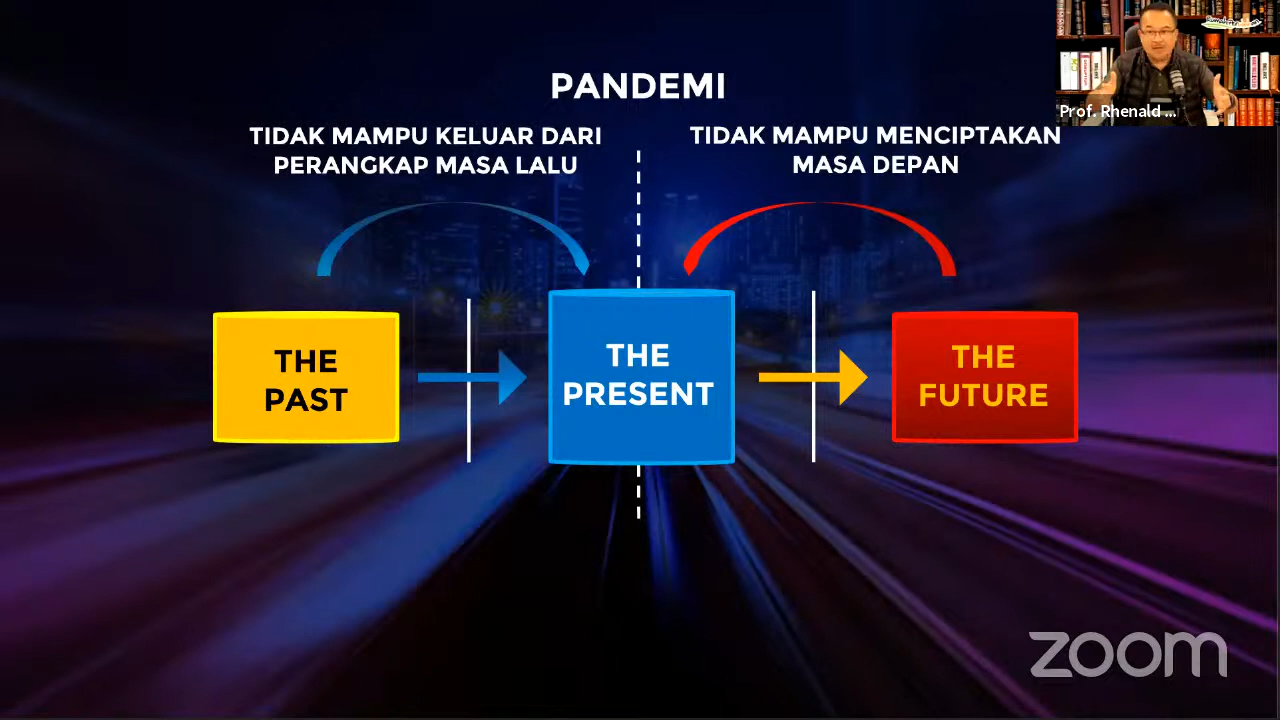 PANDEMI
TIDAK MAMPU KELUAR DARI
PERANGKAP MASA LALU
TIDAK MAMPU MENCIPTAKAN
MASA DEPAN
THE
PAST
THE
PRESENT
THE
FUTURE
Prof. Rhenald ...
zoom